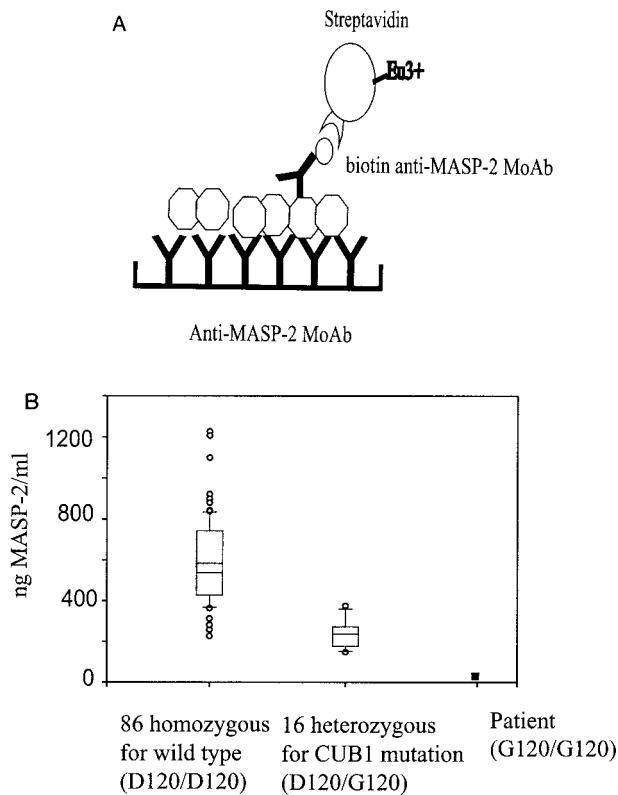 A
Streptavidin
Eu3+
biotin anti-MASP-2 MoAb
Anti-MASP-2 MoAb
B
ng MASP-2/ml
1200
800
400
0
86 homozygous
for wild type
(D120/D120)
16 heterozygous
for CUB1 mutation
(D120/G120)
Patient
(G120/G120)